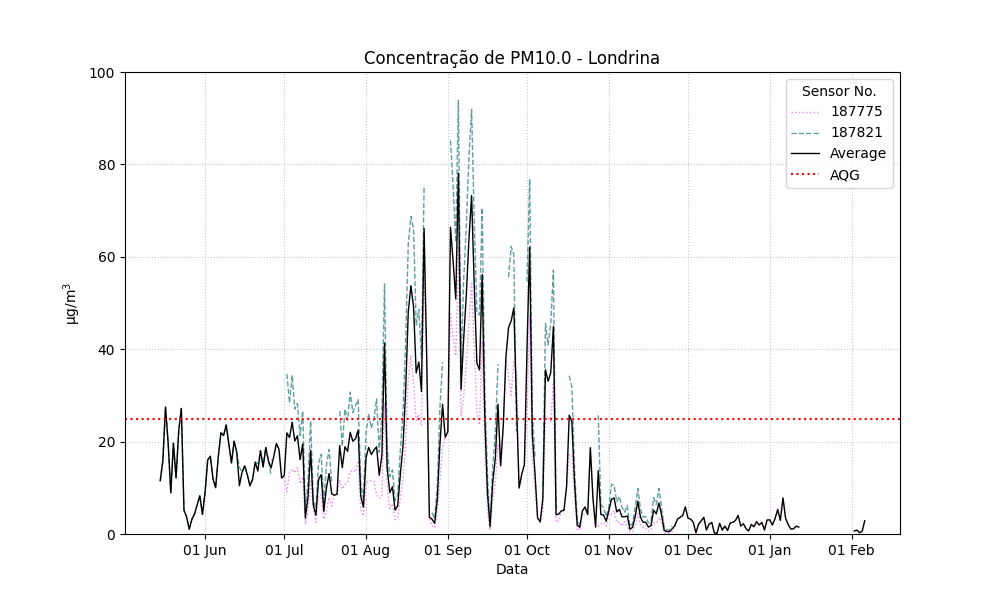 Concentração de PM10.0 - Londrina
100
80
60
40
20
0
µg/m³
Sensor No.
187775
187821
Average
AQG
01 Jun
01 Jul
01 Aug
01 Sep
01 Oct
01 Nov
01 Dec
01 Jan
01 Feb
Data